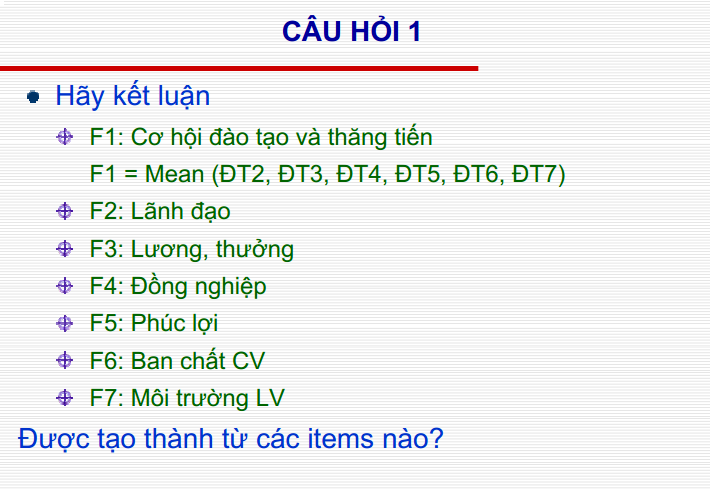 CÂU HỎI 1
Hãy kết luận
F1: Cơ hội đào tạo và thăng tiến
F1 = Mean (ĐT2, ĐT3, ĐT4, ĐT5, ĐT6, ĐT7)
F2: Lãnh đạo
F3: Lương, thưởng
F4: Đồng nghiệp
F5: Phúc lợi
F6: Ban chất CV
F7: Môi trường LV
Được tạo thành từ các items nào?